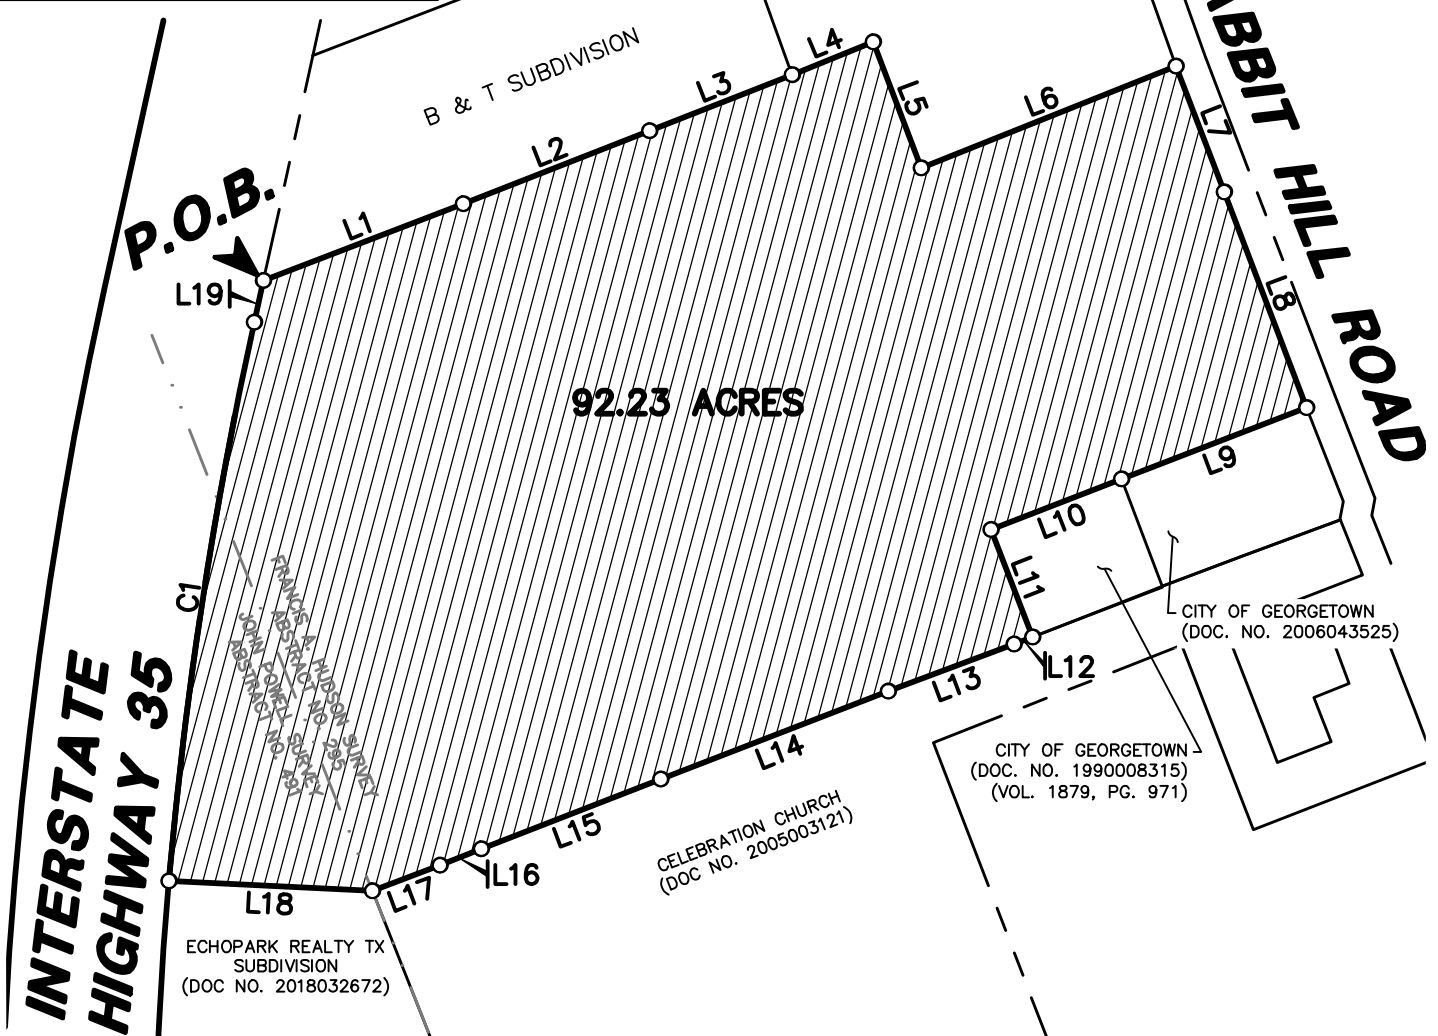 B & T SUBDIVISION
L4
L3
L2
L1
L5
L6
L7
L8
ABBIT HILL ROAD
P.O.B.
L19
92.23 ACRES
L9
L10
L11
L12
L13
L14
L15
L16
L17
L18
C1
FRANCIS A. HUDSON SURVEY
ABSTRACT NO. 295
JOHN POWELL SURVEY
ABSTRACT NO. 491
INTERSTATE
HIGHWAY 35
CITY OF GEORGETOWN
(DOC. NO. 2006043525)
CITY OF GEORGETOWN
(DOC. NO. 1990008315)
(VOL. 1879, PG. 971)
CELEBRATION CHURCH
(DOC NO. 2005003121)
ECHOPARK REALTY TX
SUBDIVISION
(DOC NO. 2018032672)